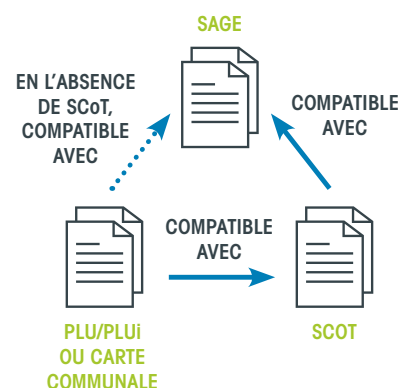 SAGE
EN L'ABSENCE
DE SCoT,
COMPATIBLE
AVEC
COMPATIBLE
AVEC
COMPATIBLE
AVEC
PLU/PLUi
OU CARTE
COMMUNALE
SCOT